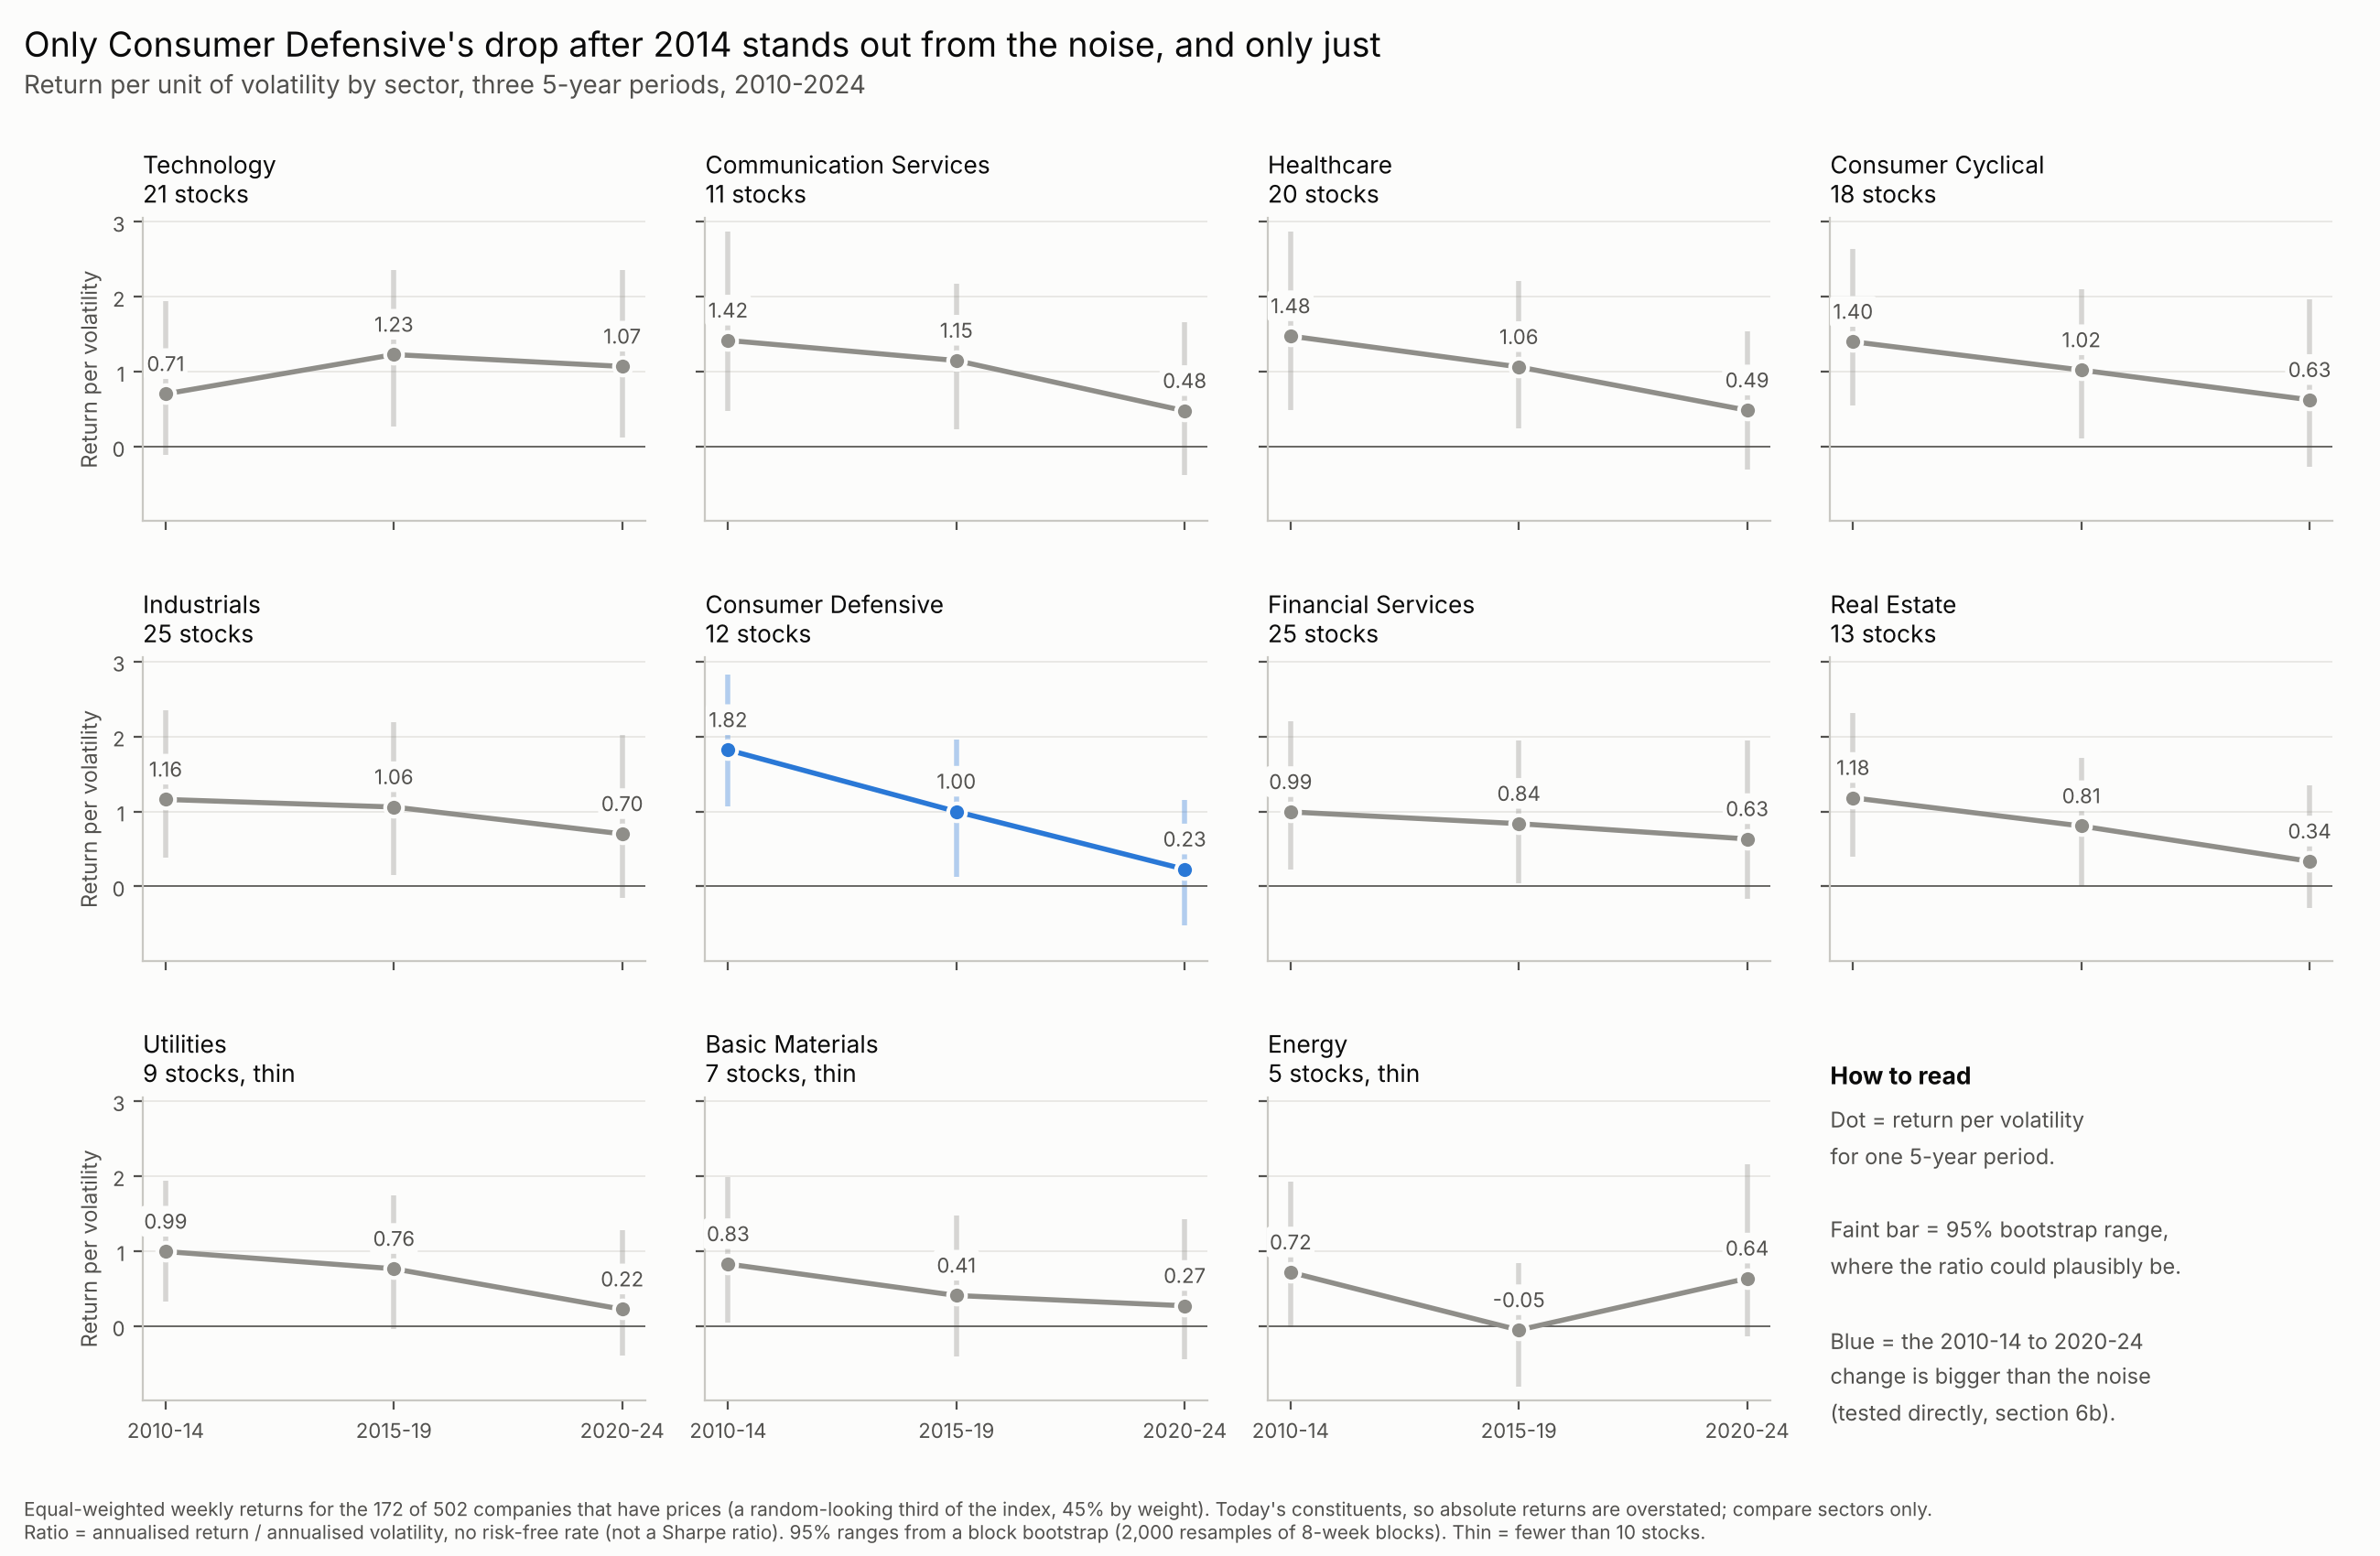 Only Consumer Defensive's drop after 2014 stands out from the noise, and only just
Return per unit of volatility by sector, three 5-year periods, 2010-2024
Technology
21 stocks
Return per volatility
3
2
1
0
0.71
1.23
1.07
Communication Services
11 stocks
1.42
1.15
0.48
Healthcare
20 stocks
1.48
1.06
0.49
Consumer Cyclical
18 stocks
1.40
1.02
0.63
Industrials
25 stocks
Return per volatility
3
2
1
0
1.16
1.06
0.70
Consumer Defensive
12 stocks
1.82
1.00
0.23
Financial Services
25 stocks
0.99
0.84
0.63
Real Estate
13 stocks
1.18
0.81
0.34
Utilities
9 stocks, thin
Return per volatility
3
2
1
0
0.99
0.76
0.22
2010-14
2015-19
2020-24
Basic Materials
7 stocks, thin
0.83
0.41
0.27
2010-14
2015-19
2020-24
Energy
5 stocks, thin
0.72
-0.05
0.64
2010-14
2015-19
2020-24
How to read
Dot = return per volatility
for one 5-year period.
Faint bar = 95% bootstrap range,
where the ratio could plausibly be.
Blue = the 2010-14 to 2020-24
change is bigger than the noise
(tested directly, section 6b).
Equal-weighted weekly returns for the 172 of 502 companies that have prices (a random-looking third of the index, 45% by weight). Today's constituents, so absolute returns are overstated; compare sectors only.
Ratio = annualised return / annualised volatility, no risk-free rate (not a Sharpe ratio). 95% ranges from a block bootstrap (2,000 resamples of 8-week blocks). Thin = fewer than 10 stocks.